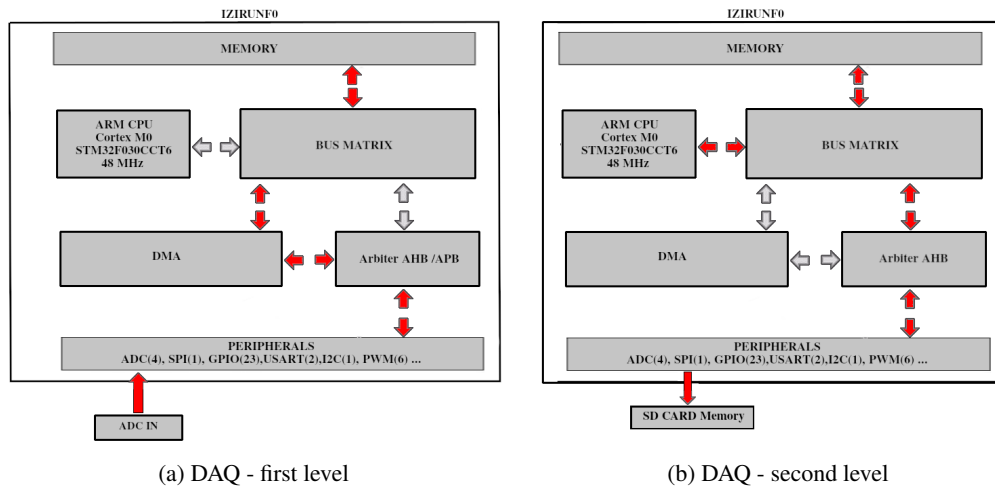 IZIRUNF0
MEMORY
ARM CPU
Cortex M0
STM32F030CCT6
48 MHz
BUS MATRIX
DMA
Arbiter AHB /APB
PERIPHERALS
ADC(4), SPI(1), GPIO(23),USART(2),I2C(1), PWM(6) ...
ADC IN
(a) DAQ - first level
IZIRUNF0
MEMORY
ARM CPU
Cortex M0
STM32F030CCT6
48 MHz
BUS MATRIX
DMA
Arbiter AHB
PERIPHERALS
ADC(4), SPI(1), GPIO(23),USART(2),I2C(1), PWM(6) ...
SD CARD Memory
(b) DAQ - second level